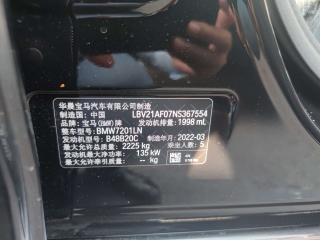 华晨宝马汽车有限公司制造
制造国：中国 LBV21AF07NS367554
品牌：宝马（BMW）牌 发动机排量：1998 mL
整车型号：BMW7201LN
发动机型号：B48B20C 制造年月：2022-03
最大允许总质量：2225 kg 乘坐人数：5
发动机最大净功率：135 kW
最大允许牵引质量：-- kg